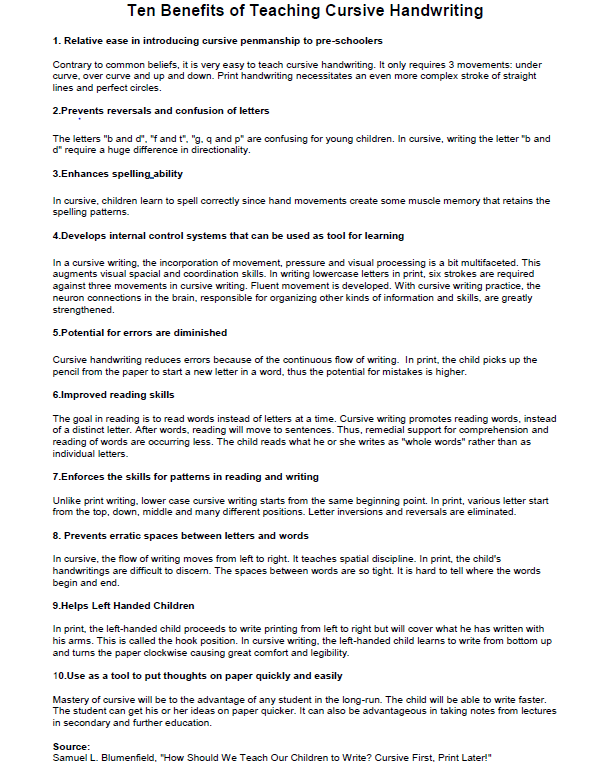 Ten Benefits of Teaching Cursive Handwriting
1. Relative ease in introducing cursive penmanship to pre-schoolers
Contrary to common beliefs, it is very easy to teach cursive handwriting. It only requires 3 movements: under
curve, over curve and up and down. Print handwriting necessitates an even more complex stroke of straight
lines and perfect circles.
2.Prevents reversals and confusion of letters
The letters "b and d", "f and t", "g, q and p" are confusing for young children. In cursive, writing the letter "b and
d" require a huge difference in directionality.
3.Enhances spelling ability
In cursive, children learn to spell correctly since hand movements create some muscle memory that retains the
spelling patterns.
4.Develops internal control systems that can be used as tool for learning
In a cursive writing, the incorporation of movement, pressure and visual processing is a bit multifaceted. This
augments visual spacial and coordination skills. In writing lowercase letters in print, six strokes are required
against three movements in cursive writing. Fluent movement is developed. With cursive writing practice, the
neuron connections in the brain, responsible for organizing other kinds of information and skills, are greatly
strengthened.
5.Potential for errors are diminished
Cursive handwriting reduces errors because of the continuous flow of writing. In print, the child picks up the
pencil from the paper to start a new letter in a word, thus the potential for mistakes is higher.
6.Improved reading skills
The goal in reading is to read words instead of letters at a time. Cursive writing promotes reading words, instead
of a distinct letter. After words, reading will move to sentences. Thus, remedial support for comprehension and
reading of words are occurring less. The child reads what he or she writes as "whole words" rather than as
individual letters.
7.Enforces the skills for patterns in reading and writing
Unlike print writing, lower case cursive writing starts from the same beginning point. In print, various letter start
from the top, down, middle and many different positions. Letter inversions and reversals are eliminated.
8. Prevents erratic spaces between letters and words
In cursive, the flow of writing moves from left to right. It teaches spatial discipline. In print, the child's
handwritings are difficult to discern. The spaces between words are so tight. It is hard to tell where the words
begin and end.
9.Helps Left Handed Children
In print, the left-handed child proceeds to write printing from left to right but will cover what he has written with
his arms. This is called the hook position. In cursive writing, the left-handed child learns to write from bottom up
and turns the paper clockwise causing great comfort and legibility.
10.Use as a tool to put thoughts on paper quickly and easily
Mastery of cursive will be to the advantage of any student in the long-run. The child will be able to write faster.
The student can get his or her ideas on paper quicker. It can also be advantageous in taking notes from lectures
in secondary and further education.
Source:
Samuel L. Blumenfield, "How Should We Teach Our Children to Write? Cursive First, Print Later!"